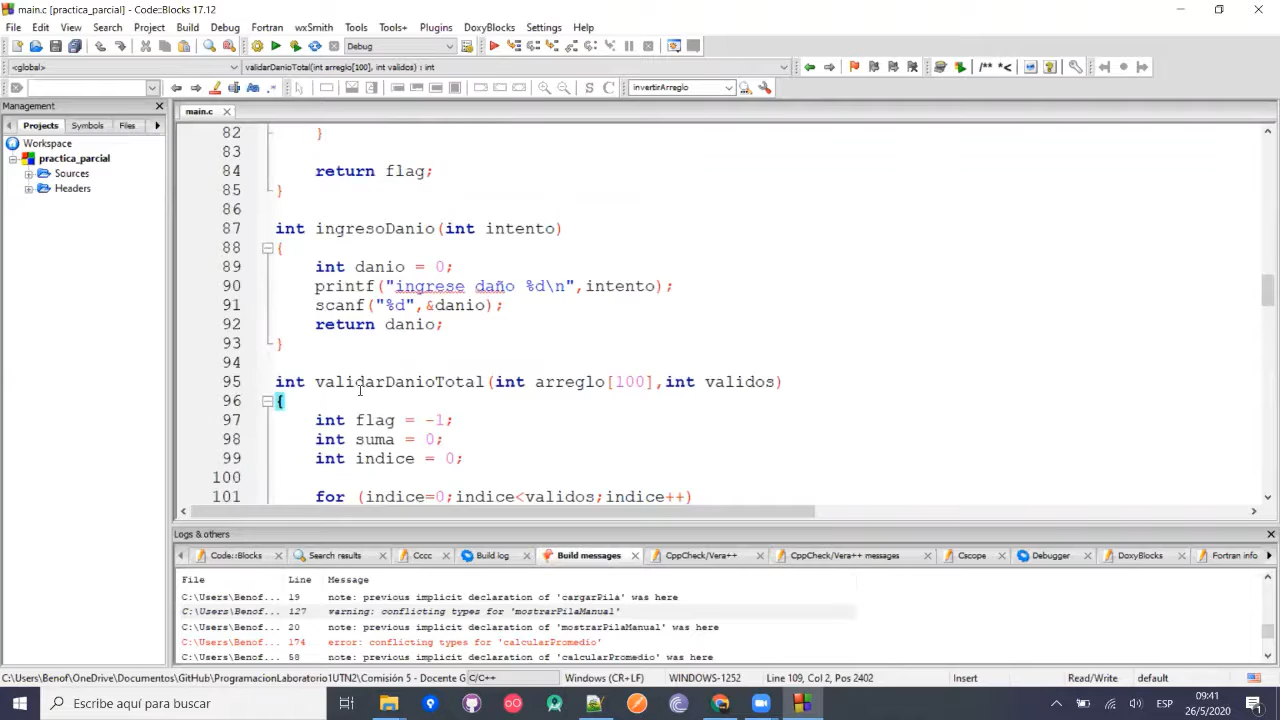 main.c [practica_parcial] - Code::Blocks 17.12
File Edit View Search Project Build Debug Fortran wxSmith Tools Tools+ Plugins DoxyBlocks Settings Help
Debug
<global> validarDanioTotal(int arreglo[100], int validos) : int
/** *<
S C invertirArreglo
Management
Projects Symbols Files
Workspace
practica_parcial
Sources
Headers
main.c
82 }
83
84 return flag;
85 }
86
87 int ingresoDanio(int intento)
88 {
89 int danio = 0;
90 printf("ingrese daño %d\n",intento);
91 scanf("%d",&danio);
92 return danio;
93 }
94
95 int validarDanioTotal(int arreglo[100],int validos)
96 {
97 int flag = -1;
98 int suma = 0;
99 int indice = 0;
100
101 for (indice=0;indice<validos;indice++)
Logs & others
Code::Blocks Search results Cccc Build log Build messages CppCheck/Vera++ CppCheck/Vera++ messages Cscope Debugger DoxyBlocks Fortran info
File Line Message
C:\Users\Benof... 19 note: previous implicit declaration of 'cargarPila' was here
C:\Users\Benof... 127 warning: conflicting types for 'mostrarPilaManual'
C:\Users\Benof... 20 note: previous implicit declaration of 'mostrarPilaManual' was here
C:\Users\Benof... 174 error: conflicting types for 'calcularPromedio'
C:\Users\Benof... 58 note: previous implicit declaration of 'calcularPromedio' was here
C:\Users\Benof\OneDrive\Documentos\GitHub\ProgramacionLaboratorio1UTN2\Comisión 5 - Docente G C/C++ Windows (CR+LF) WINDOWS-1252 Line 109, Col 2, Pos 2402 Insert Read/Write default
Escribe aquí para buscar
ESP
09:41
26/5/2020